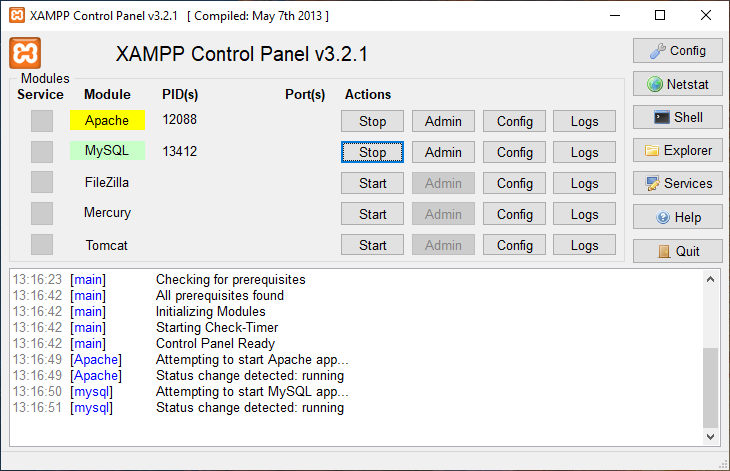 XAMPP Control Panel v3.2.1 [ Compiled: May 7th 2013 ]
XAMPP Control Panel v3.2.1
Config
Modules
Service Module PID(s) Port(s) Actions
Netstat
Apache 12088 Stop Admin Config Logs
Shell
MySQL 13412 Stop Admin Config Logs
Explorer
FileZilla Start Admin Config Logs
Services
Mercury Start Admin Config Logs
Help
Tomcat Start Admin Config Logs
Quit
13:16:23 [main] Checking for prerequisites
13:16:42 [main] All prerequisites found
13:16:42 [main] Initializing Modules
13:16:42 [main] Starting Check-Timer
13:16:42 [main] Control Panel Ready
13:16:49 [Apache] Attempting to start Apache app...
13:16:49 [Apache] Status change detected: running
13:16:50 [mysql] Attempting to start MySQL app...
13:16:51 [mysql] Status change detected: running